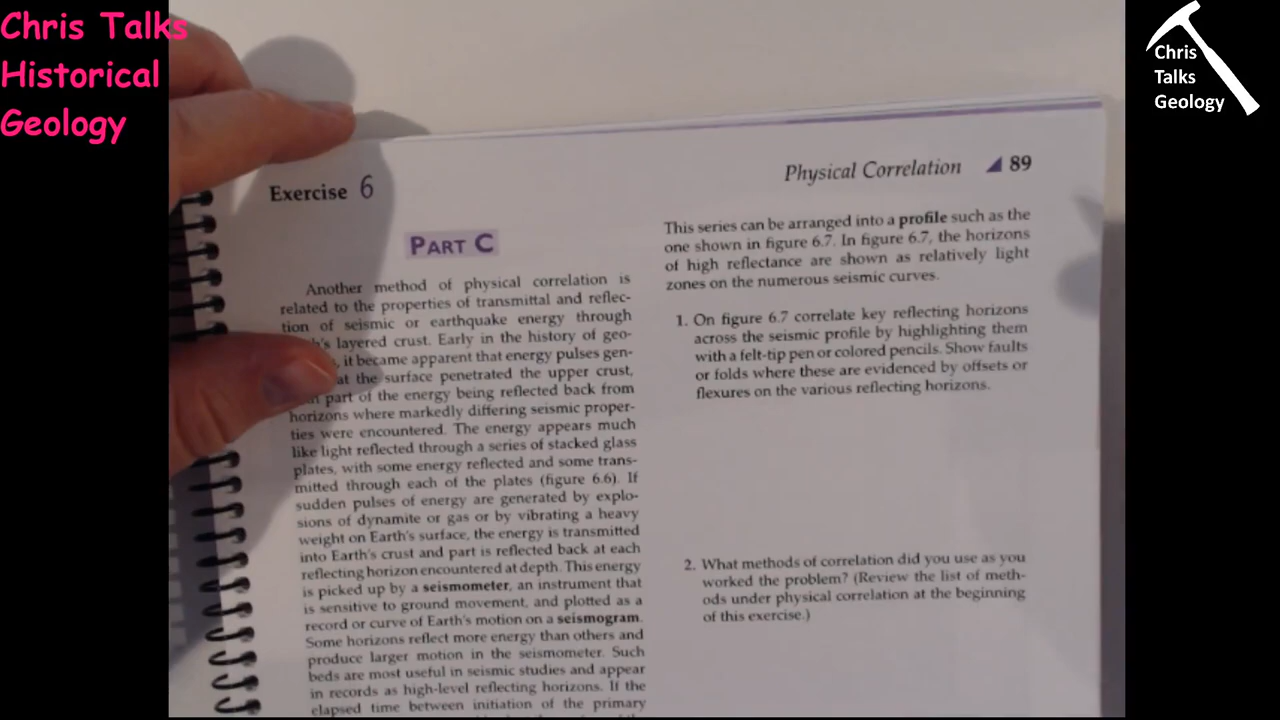 Chris Talks
Historical
Geology
Chris
Talks
Geology
Exercise 6
Physical Correlation 89
PART C
Another method of physical correlation is
related to the properties of transmittal and reflec-
tion of seismic or earthquake energy through
layered crust. Early in the history of geo-
it became apparent that energy pulses gen-
at the surface penetrated the upper crust,
part of the energy being reflected back from
horizons where markedly differing seismic proper-
ties were encountered. The energy appears much
like light reflected through a series of stacked glass
plates, with some energy reflected and some trans-
mitted through each of the plates (figure 6.6). If
sudden pulses of energy are generated by explo-
sions of dynamite or gas or by vibrating a heavy
weight on Earth's surface, the energy is transmitted
into Earth's crust and part is reflected back at each
reflecting horizon encountered at depth. This energy
is picked up by a seismometer, an instrument that
is sensitive to ground movement, and plotted as a
record or curve of Earth's motion on a seismogram.
Some horizons reflect more energy than others and
produce larger motion in the seismometer. Such
beds are most useful in seismic studies and appear
in records as high-level reflecting horizons. If the
elapsed time between initiation of the primary
This series can be arranged into a profile such as the
one shown in figure 6.7. In figure 6.7, the horizons
of high reflectance are shown as relatively light
zones on the numerous seismic curves.
1. On figure 6.7 correlate key reflecting horizons
across the seismic profile by highlighting them
with a felt-tip pen or colored pencils. Show faults
or folds where these are evidenced by offsets or
flexures on the various reflecting horizons.
2. What methods of correlation did you use as you
worked the problem? (Review the list of meth-
ods under physical correlation at the beginning
of this exercise.)